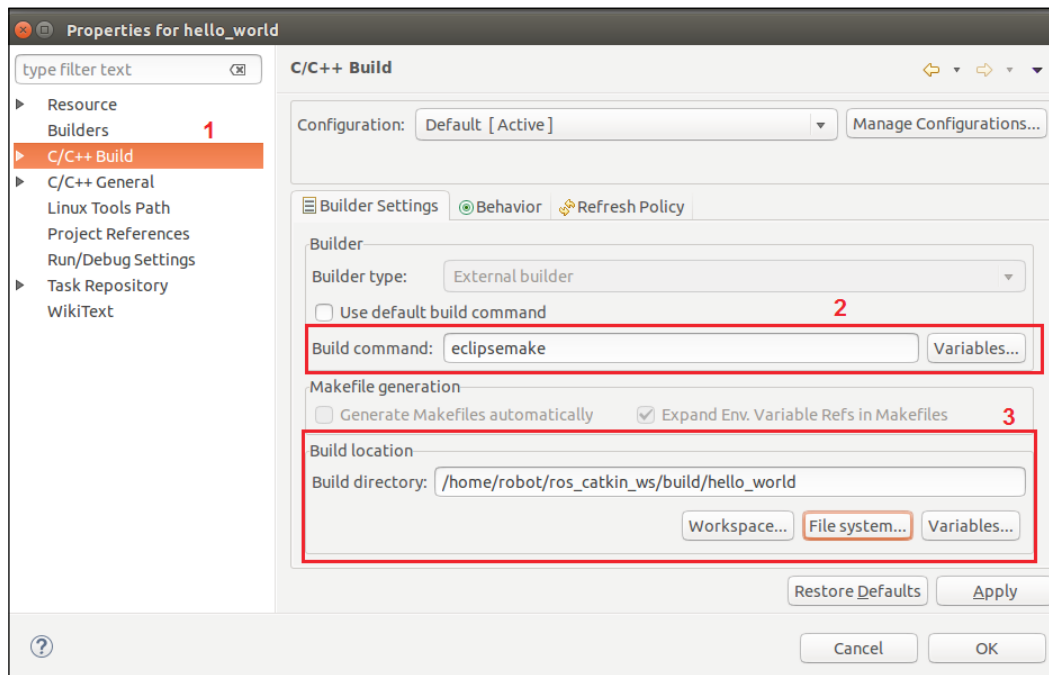 Properties for hello_world
type filter text
Resource
Builders
1
C/C++ Build
C/C++ General
Linux Tools Path
Project References
Run/Debug Settings
Task Repository
WikiText
C/C++ Build
Configuration: Default [ Active ] Manage Configurations...
Builder Settings Behavior Refresh Policy
Builder
Builder type: External builder
Use default build command
2
Build command: eclipsemake Variables...
Makefile generation
Generate Makefiles automatically Expand Env. Variable Refs in Makefiles
3
Build location
Build directory: /home/robot/ros_catkin_ws/build/hello_world
Workspace... File system... Variables...
Restore Defaults Apply
? Cancel OK